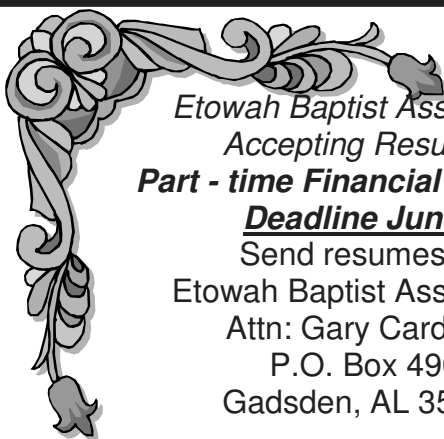 Etowah Baptist Ass
Accepting Resu
Part - time Financial
Deadline Jun
Send resumes
Etowah Baptist Ass
Attn: Gary Card
P.O. Box 49
Gadsden, AL 35